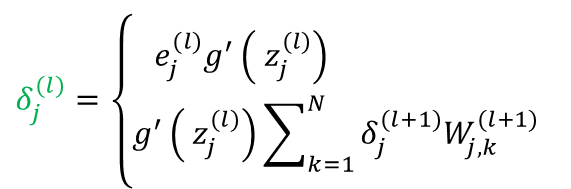 δ_j^{(l)} = { e_j^{(l)} g′ ( z_j^{(l)} )
g′ ( z_j^{(l)} ) ∑_{k=1}^{N} δ_j^{(l+1)} W_{j,k}^{(l+1)}